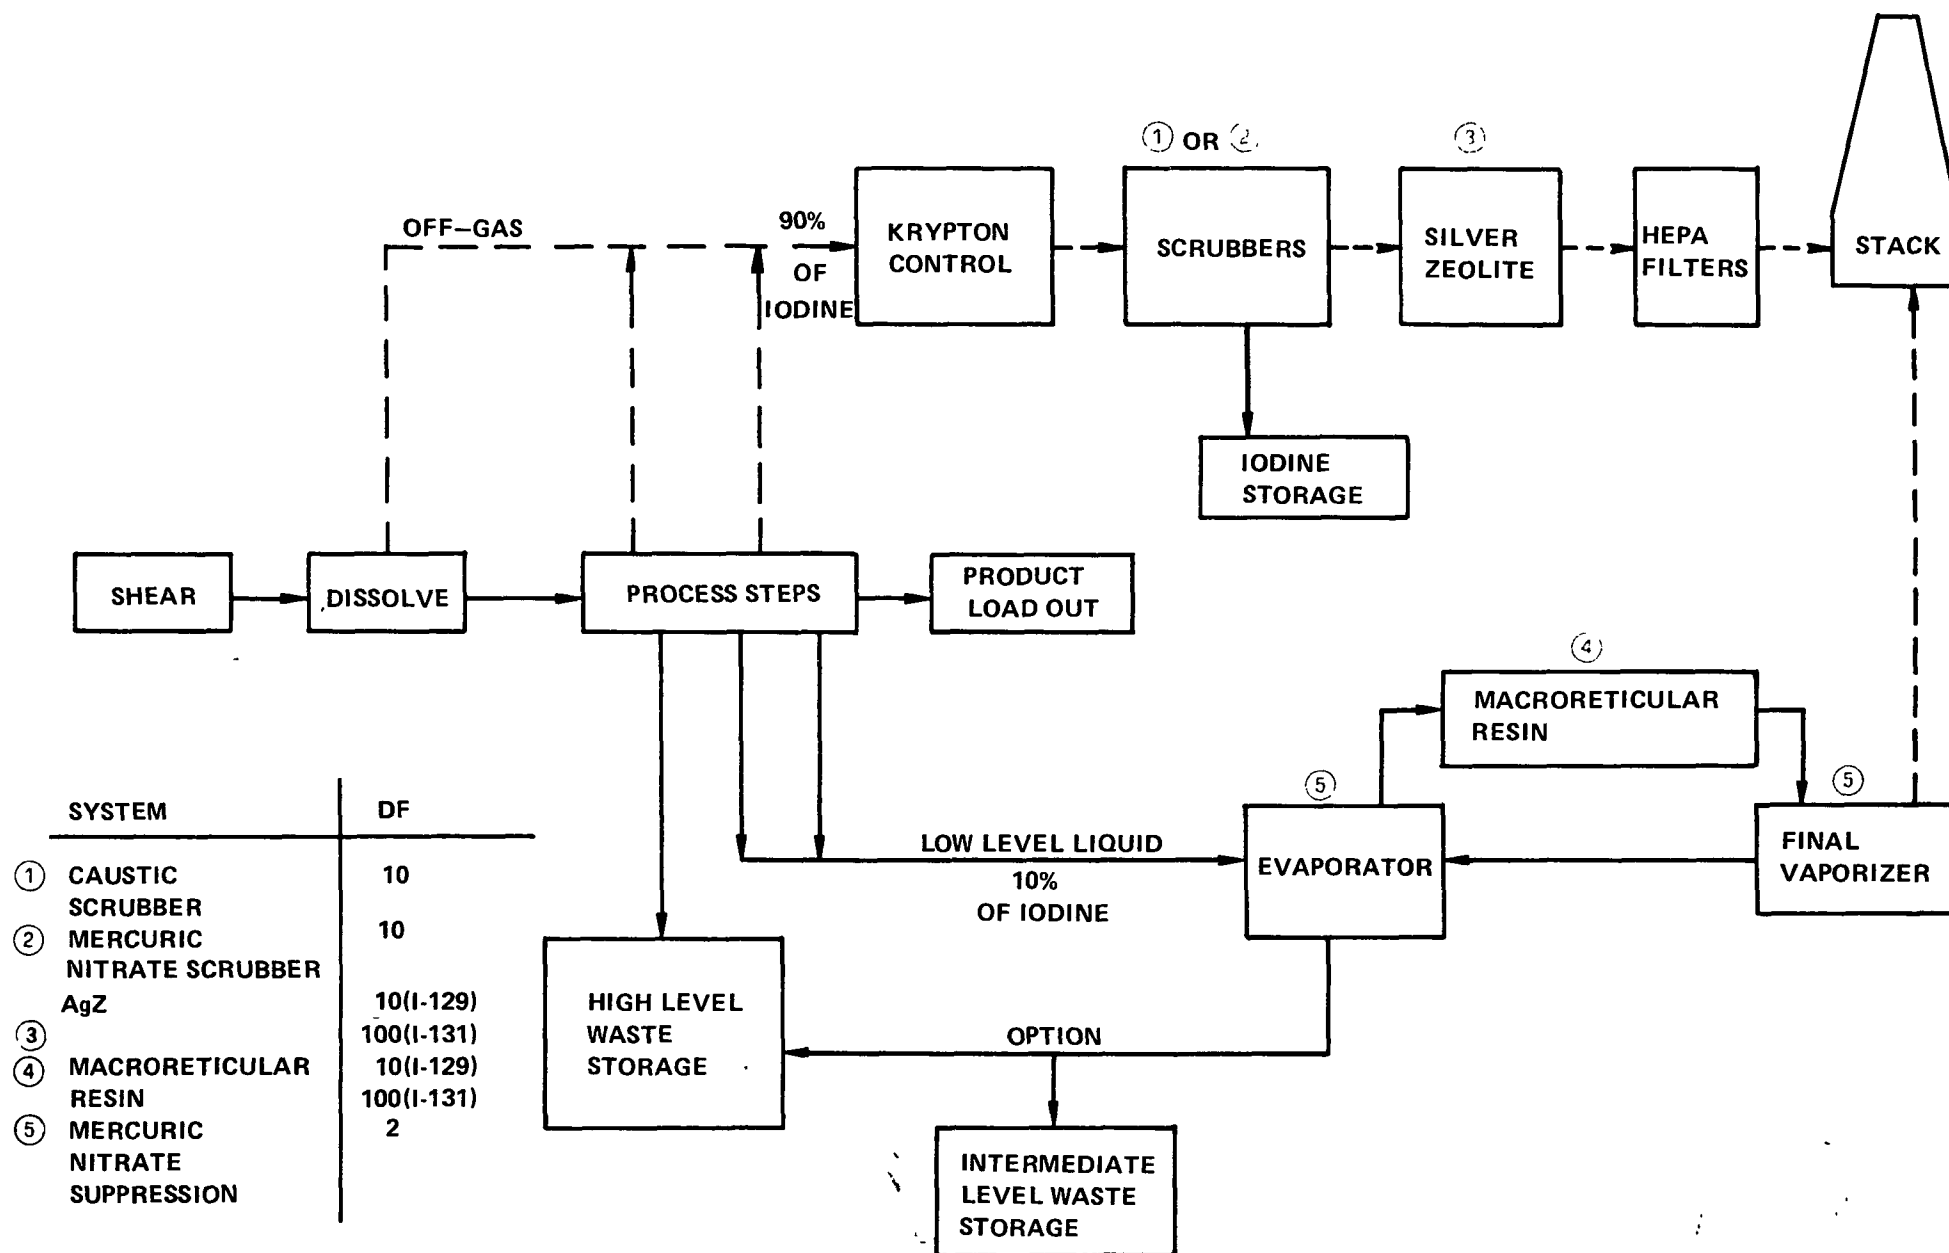 ① OR ②
③
OFF-GAS
90%
OF
IODINE
KRYPTON
CONTROL
SCRUBBERS
SILVER
ZEOLITE
HEPA
FILTERS
STACK
IODINE
STORAGE
SHEAR
DISSOLVE
PROCESS STEPS
PRODUCT
LOAD OUT
④
MACRORETICULAR
RESIN
⑤
⑤
LOW LEVEL LIQUID
10%
OF IODINE
EVAPORATOR
FINAL
VAPORIZER
HIGH LEVEL
WASTE
STORAGE
OPTION
INTERMEDIATE
LEVEL WASTE
STORAGE
SYSTEM DF
① CAUSTIC 10
SCRUBBER
② MERCURIC 10
NITRATE SCRUBBER
AgZ 10(I-129)
③ 100(I-131)
④ MACRORETICULAR 10(I-129)
RESIN 100(I-131)
⑤ MERCURIC 2
NITRATE
SUPPRESSION